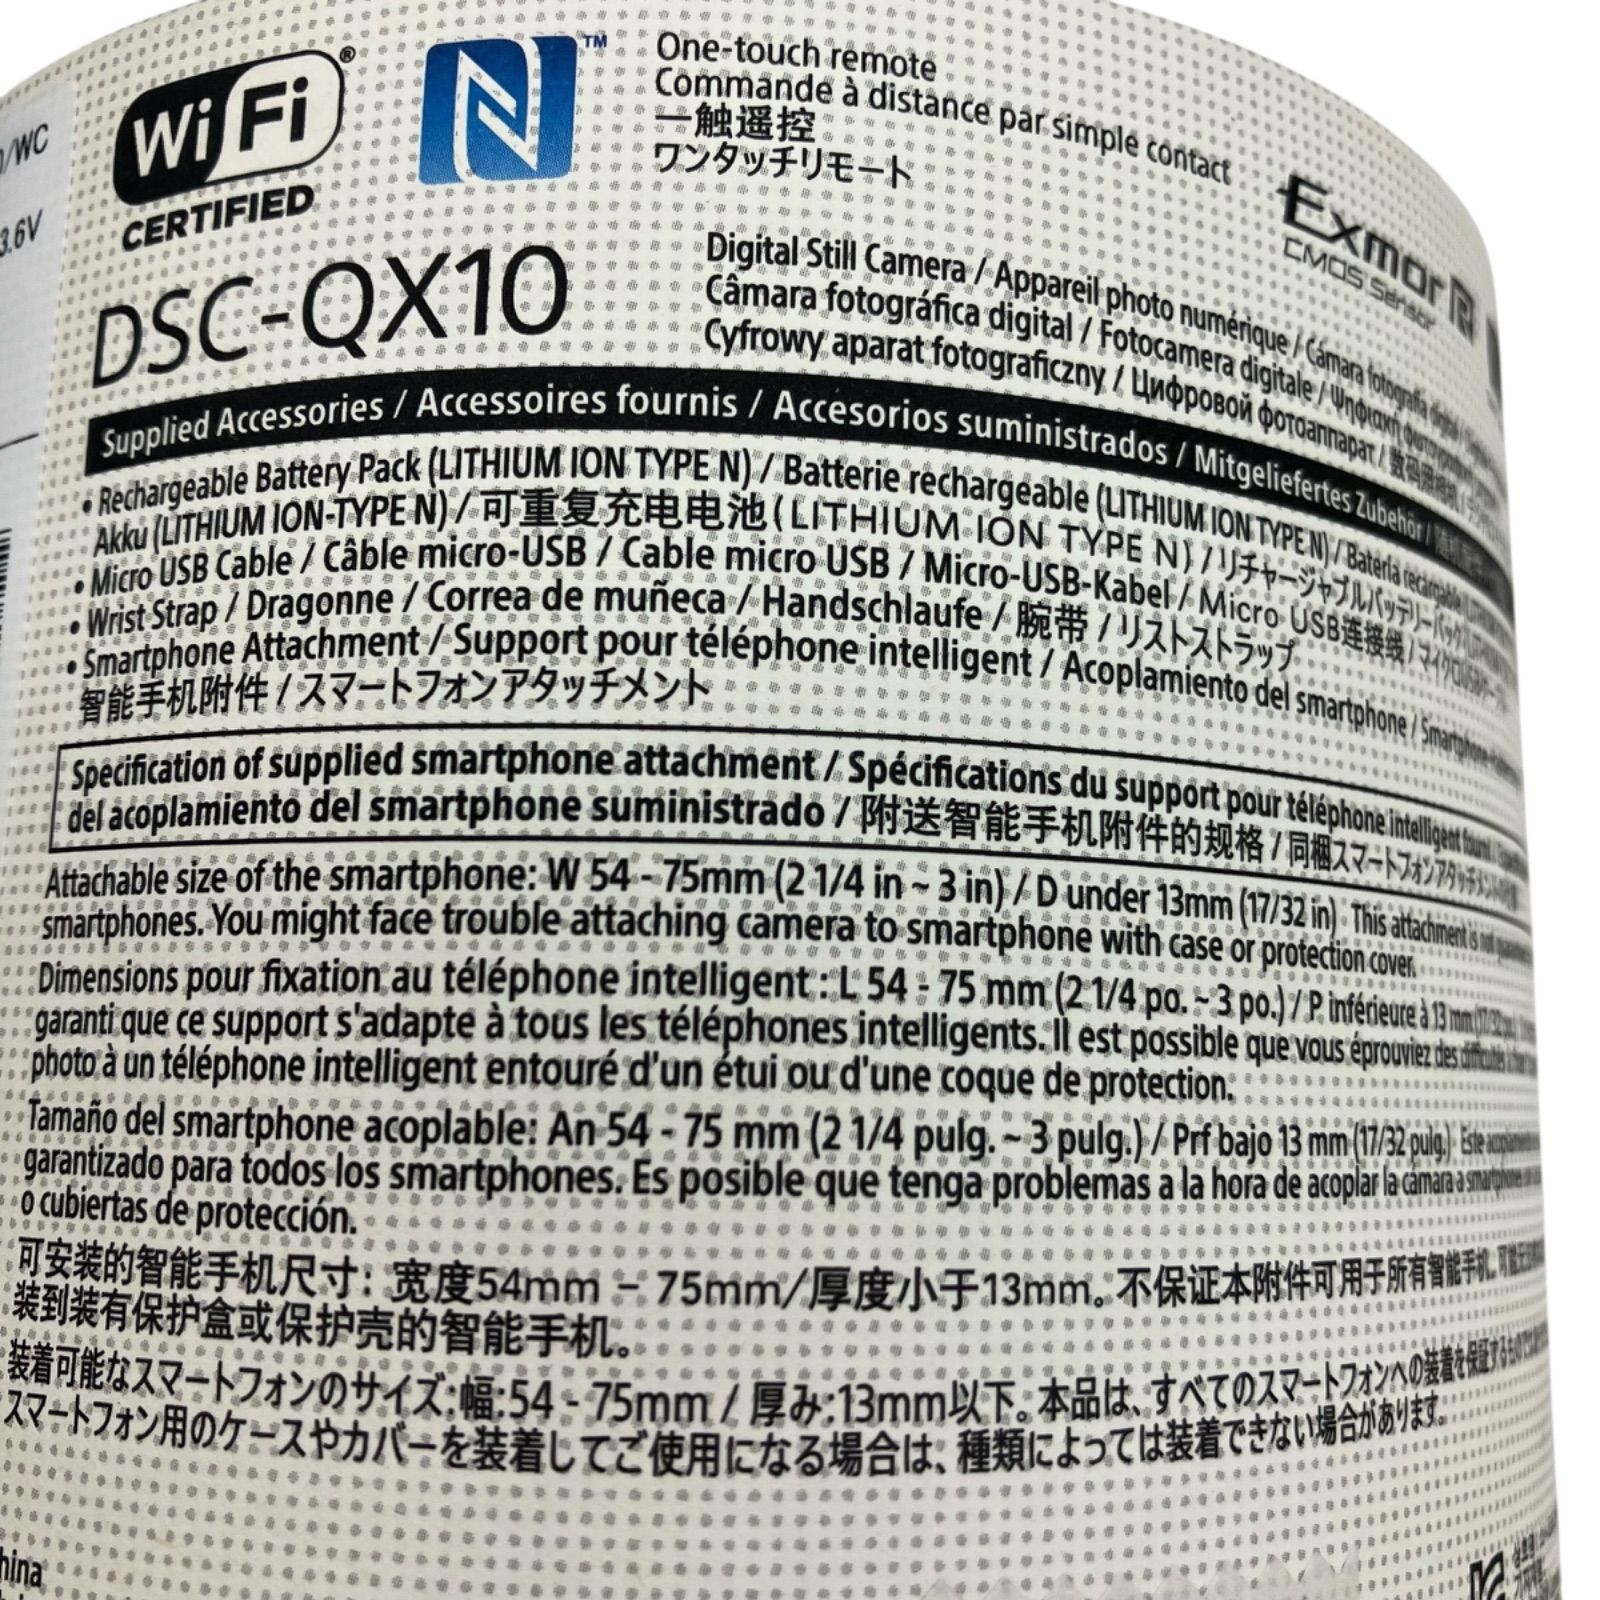 /WC
3.6V
WiFi®
CERTIFIED
N™
One-touch remote
Commande à distance par simple contact
一触遥控
ワンタッチリモート
Exmor R
CMOS Sensor
DSC-QX10
Digital Still Camera / Appareil photo numérique / Cámara fotográfica digital /
Câmara fotográfica digital / Fotocamera digitale / Ψηφιακή
Cyfrowy aparat fotograficzny / Цифровой фотоаппарат /
Supplied Accessories / Accessoires fournis / Accesorios suministrados / Mitgeliefertes Zubehör /
• Rechargeable Battery Pack (LITHIUM ION TYPE N) / Batterie rechargeable (LITHIUM ION TYPE N) / Batería recargable
Akku (LITHIUM ION-TYPE N) / 可重复充电电池(LITHIUM ION TYPE N) / リチャージャブルバッテリーパック
• Micro USB Cable / Câble micro-USB / Cable micro USB / Micro-USB-Kabel / Micro USB连接线 /
• Wrist Strap / Dragonne / Correa de muñeca / Handschlaufe / 腕带 / リストストラップ
• Smartphone Attachment / Support pour téléphone intelligent / Acoplamiento del smartphone /
智能手机附件 / スマートフォンアタッチメント
Specification of supplied smartphone attachment / Spécifications du support pour téléphone intelligent
del acoplamiento del smartphone suministrado / 附送智能手机附件的规格 / 同梱スマートフォンアタッチメント
Attachable size of the smartphone: W 54 - 75mm (2 1/4 in ~ 3 in) / D under 13mm (17/32 in) This attachment is not
smartphones. You might face trouble attaching camera to smartphone with case or protection cover.
Dimensions pour fixation au téléphone intelligent : L 54 - 75 mm (2 1/4 po. ~ 3 po.) / P inférieure à 13 mm
garanti que ce support s'adapte à tous les téléphones intelligents. Il est possible que vous éprouviez des difficultés
photo à un téléphone intelligent entouré d'un étui ou d'une coque de protection.
Tamaño del smartphone acoplable: An 54 - 75 mm (2 1/4 pulg. ~ 3 pulg.) / Prf bajo 13 mm (17/32 pulg.) Este
garantizado para todos los smartphones. Es posible que tenga problemas a la hora de acoplar la cámara a smartphones
o cubiertas de protección.
可安装的智能手机尺寸: 宽度54mm – 75mm/厚度小于13mm。不保证本附件可用于所有智能手机。
装到装有保护盒或保护壳的智能手机。
装着可能なスマートフォンのサイズ:幅:54 - 75mm / 厚み:13mm以下。本品は、すべてのスマートフォンへの装着を保証する
スマートフォン用のケースやカバーを装着してご使用になる場合は、種類によっては装着できない場合があります。
hina